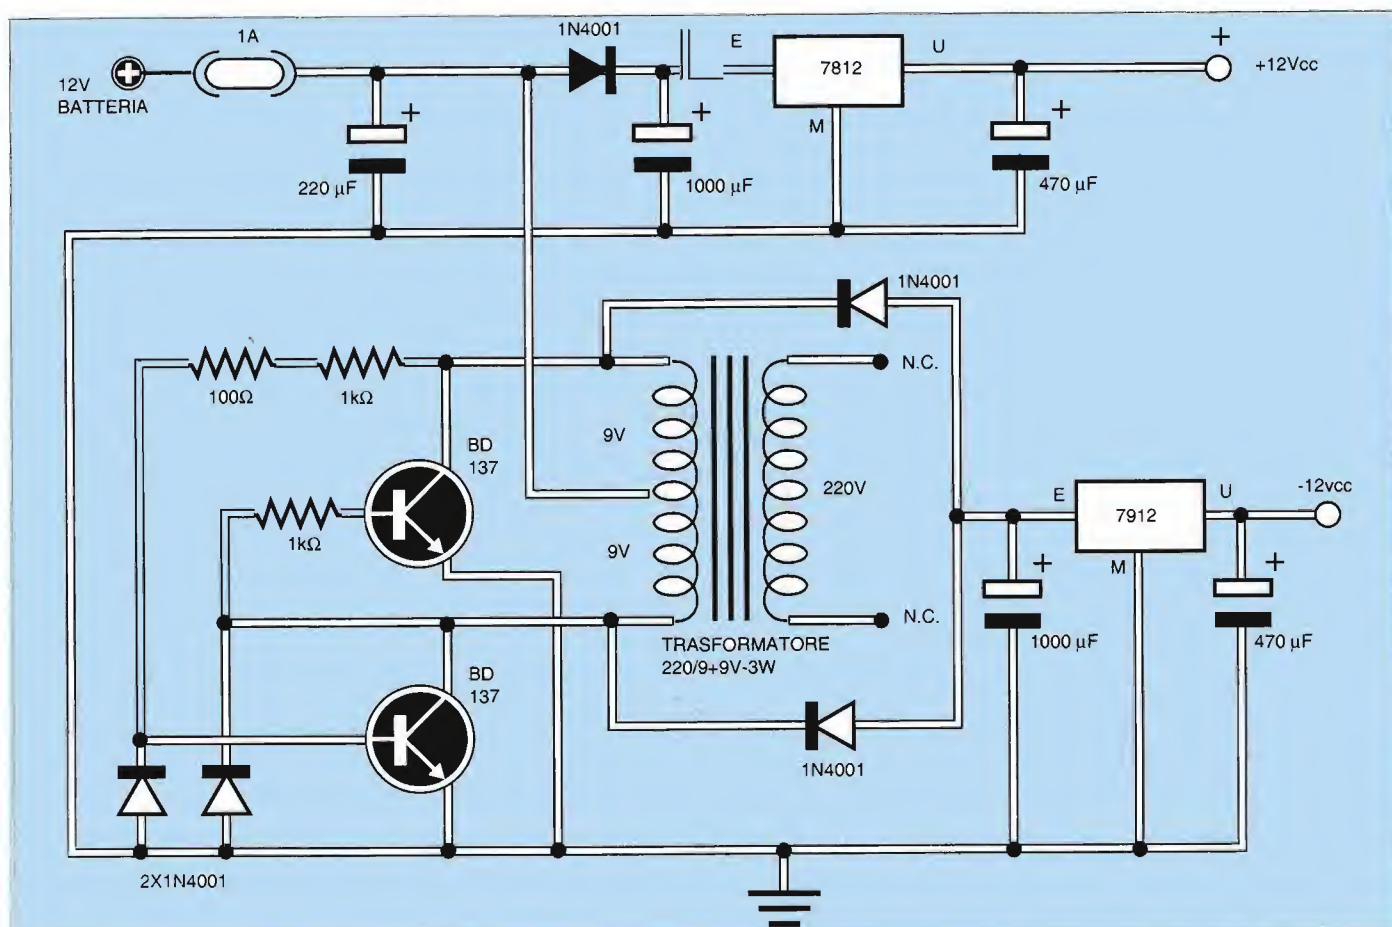 1A
1N4001
E
7812
U
+
+12Vcc
12V
BATTERIA
+
M
+
+
220 µF
1000 µF
470 µF
1N4001
N.C.
100Ω
1kΩ
9V
BD
137
220V
E
7912
U
-12vcc
1kΩ
9V
M
+
+
N.C.
1000 µF
470 µF
TRASFORMATORE
220/9+9V-3W
BD
137
1N4001
2X1N4001